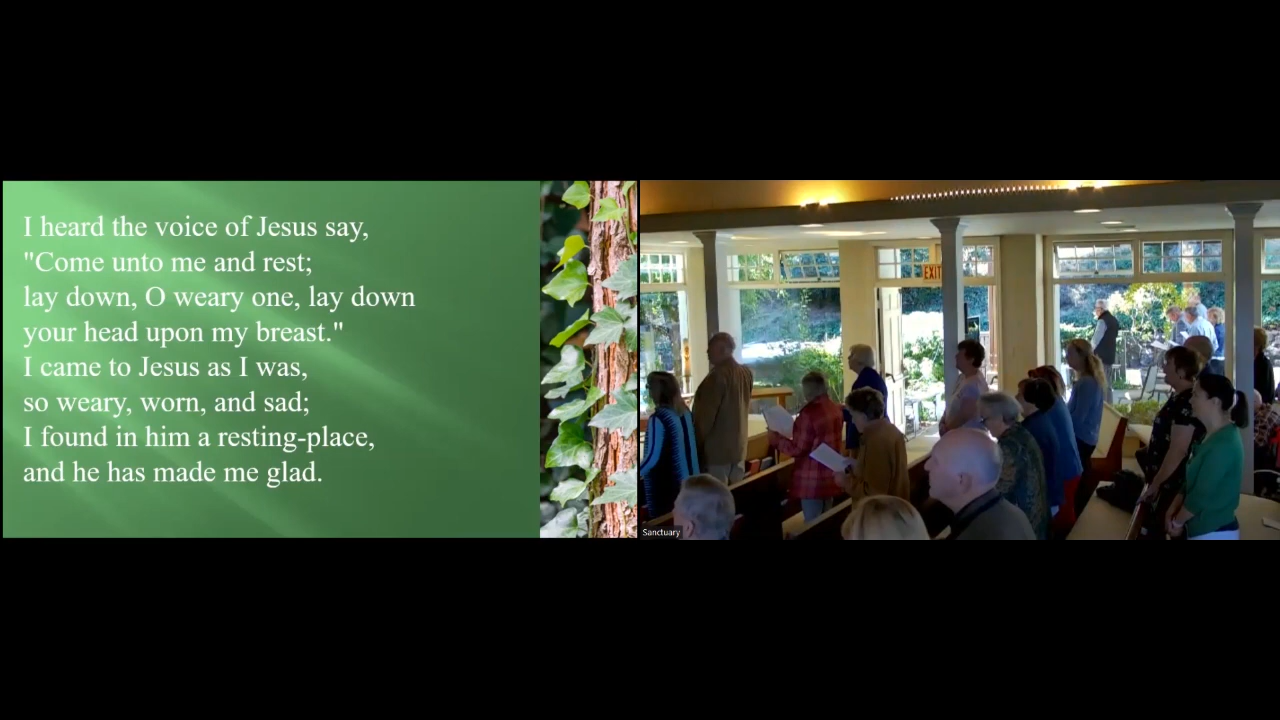 I heard the voice of Jesus say,
"Come unto me and rest;
lay down, O weary one, lay down
your head upon my breast."
I came to Jesus as I was,
so weary, worn, and sad;
I found in him a resting-place,
and he has made me glad.
EXIT
Sanctuary